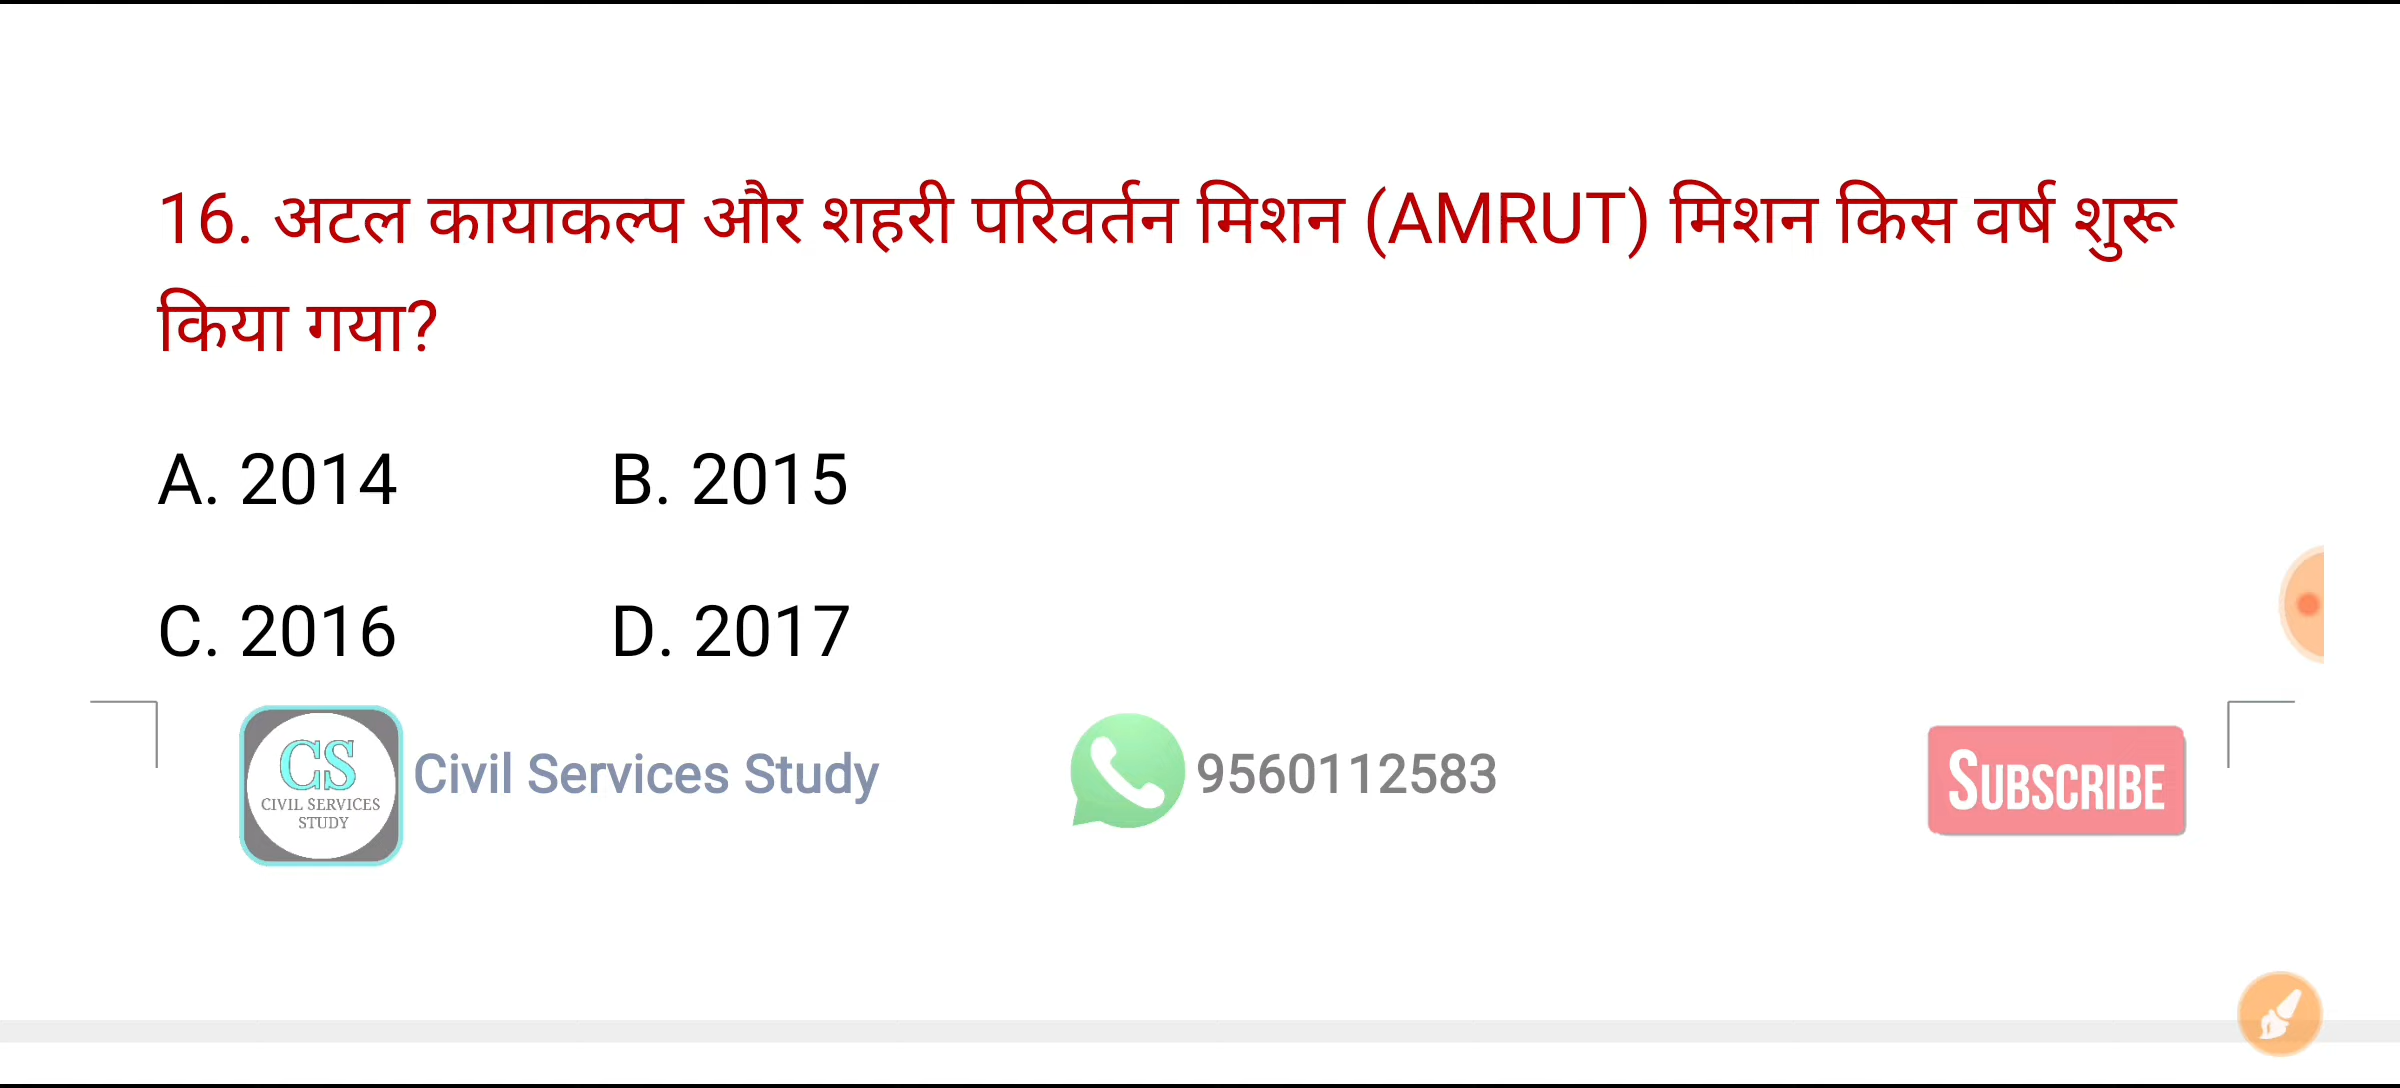 16. अटल कायाकल्प और शहरी परिवर्तन मिशन (AMRUT) मिशन किस वर्ष शुरू
किया गया?
A. 2014 B. 2015
C. 2016 D. 2017
CS
CIVIL SERVICES
STUDY
Civil Services Study
9560112583
SUBSCRIBE